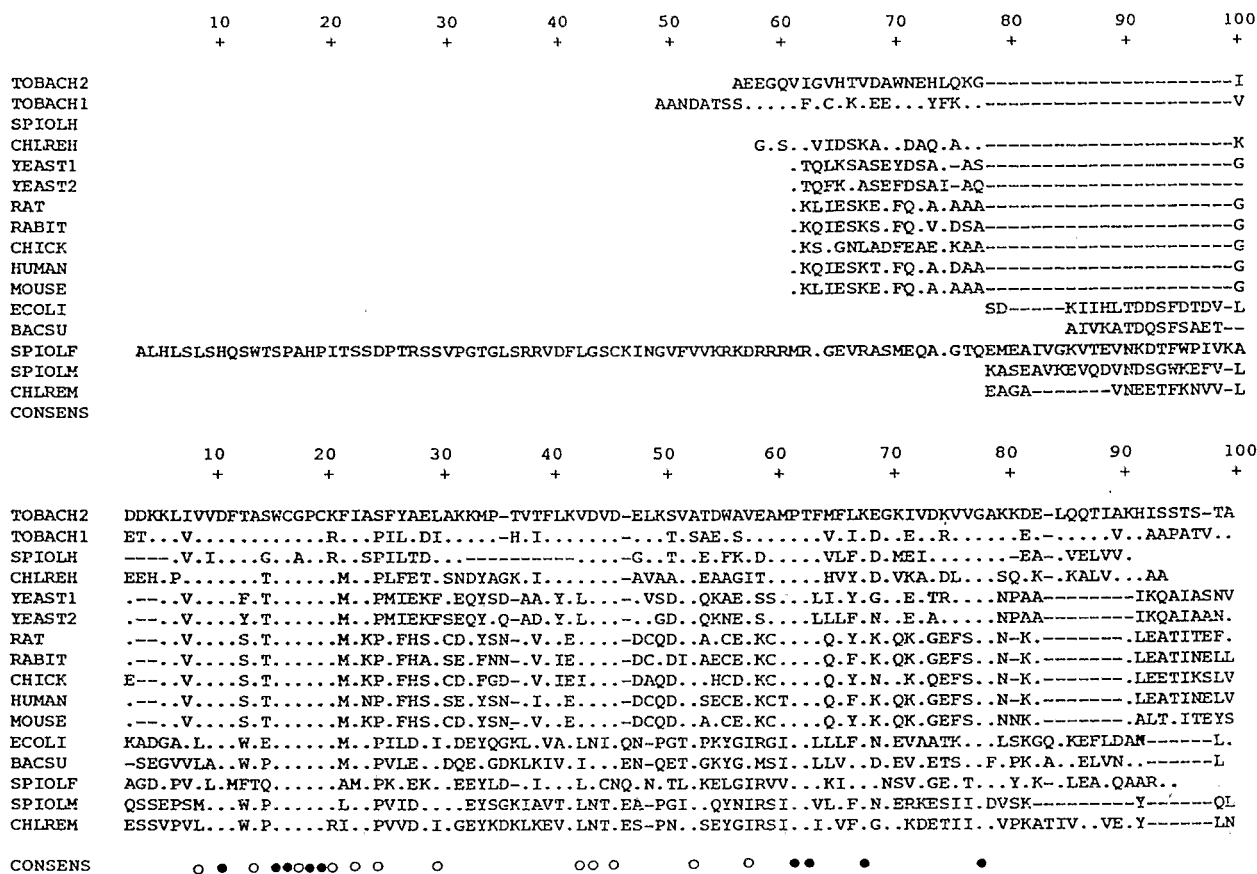 10 20 30 40 50 60 70 80 90 100
+ + + + + + + + + +
TOBACH2 AEEGQVIGVHTVDAWNEHLQKG----------------------I
TOBACH1 AANDATSS.....F.C.K.EE...YFK..----------------------V
SPIOLH
CHLREH G.S..VIDSKA..DAQ.A..----------------------K
YEAST1 .TQLKSASEYDSA.-AS----------------------G
YEAST2 .TQFK.ASEFDSAI-AQ-----------------------
RAT .KLIESKE.FQ.A.AAA----------------------G
RABIT .KQIESKS.FQ.V.DSA----------------------G
CHICK .KS.GNLADFEAE.KAA----------------------G
HUMAN .KQIESKT.FQ.A.DAA----------------------G
MOUSE .KLIESKE.FQ.A.AAA----------------------G
ECOLI SD-----KIIHLTDDSFDTDV-L
BACSU AIVKATDQSFSAET--
SPIOLF ALHLSLSHQSWTSPAHPITSSDPTRSSVPGTGLSRRVDFLGSCKINGVFVVKRKDRRRMR.GEVRASMEQA.GTQEMEAIVGKVTEVNKDTFWPIVKA
SPIOLM KASEAVKEVQDVNDSGWKEFV-L
CHLREM EAGA-------VNEETFKNVV-L
CONSENS
10 20 30 40 50 60 70 80 90 100
+ + + + + + + + + +
TOBACH2 DDKKLIVVDFTASWCGPCKFIASFYAELAKKMP-TVTFLKVDVD-ELKSVATDWAVEAMPTFMFLKEGKIVDKVVGAKKDE-LQQTIAKHISSTS-TA
TOBACH1 ET...V............R...PIL.DI....-H.I.........T.SAE.S........VI.D..E...R......E.......V..AAPATV..
SPIOLH ----.V.I....G..A..R..SPILTD....------------...G..T..E.FK.D.....VLF.D.MEI.......EA-.VELVV.
CHLREH EEH.P.......T......M..PLFET.SNDYAGK.I........-AVAA..EAAGIT.....HVY.D.VKA.DL...SQ.K-.KALV...AA
YEAST1 .--..V....F.T......M..PMIEKF.EQYSD-AA.Y.L.....-.VSD..QKAE.SS....LI.Y.G..E.TR....NPAA--------IKQAIASNV
YEAST2 .--..V....Y.T......M..PMIEKFSEQY.Q-AD.Y.L.....-..GD..QKNE.S.....LLLF.N..E.A.....NPAA--------IKQAIAAN.
RAT .--..V....S.T......M.KP.FHS.CD.YSN-.V..E.....-DCQD..A.CE.KC.....Q.Y.K.QK.GEFS..N-K.--------LEATITEF.
RABIT .--..V....S.T......M.KP.FHA.SE.FNN-.V.IE.....-DC.DI.AECE.KC.....Q.F.K.QK.GEFS..N-K.--------.LEATINELL
CHICK E--..V....S.T......M..P.FHS.CD.FGD-.V.IEI.....-DAQD...HCD.KC.....Q.Y.N.K.QEFS..N-K.--------.LEETIKSLV
HUMAN .--..V....S.T......M.NP.FHS.SE.YSN-.I..E.....-DCQD..SECE.KCT....Q.F.K.QK.GEFS..N-K.--------.LEATINELV
MOUSE .--..V....S.T......M.KP.FHS.CD.YSN-.V..E.....-DCQD..A.CE.KC.....Q.Y.K.QK.GEFS..NNK.--------.ALT.ITEYS
ECOLI KADGA.L...W.E......M..PILD.I.DEYQGKL.VA.LNI.QN-PGT.PKYGIRGI..LLLF.N.EVAATK...LSKGQ.KEFLDAN------L.
BACSU -SEGVVLA..W.P......M..PVLE..DQE.GDKLKIV.I...EN-QET.GKYG.MSI..LLV..D.EV.ETS..F.PK.A..ELVN.------L
SPIOLF AGD.PV.L.MFTQ......AM.PK.EK..EEYLD-.I...L.CNQ.N.TL.KELGIRVV...KI...NSV.GE.T...Y.K-.LEA.QAAR..
SPIOLM QSSEPSM...W.P......L..PVID....EYSGKIAVTLNT.EA-PGI..QYNIRSI..VL.F.N.ERKESII.DVSK---------.Y------QL
CHLREM ESSVPVL...W.P.....RI..PVVD.I.GEYKDKLKEV.LNT.ES-PN..SEYGIRSI..I.VF.G..KDETII...VPKATIV..VE.Y------LN
CONSENS ○ ● ○ ●●○●●○ ○ ○ ○ ○○ ○ ○ ○ ●● ● ●